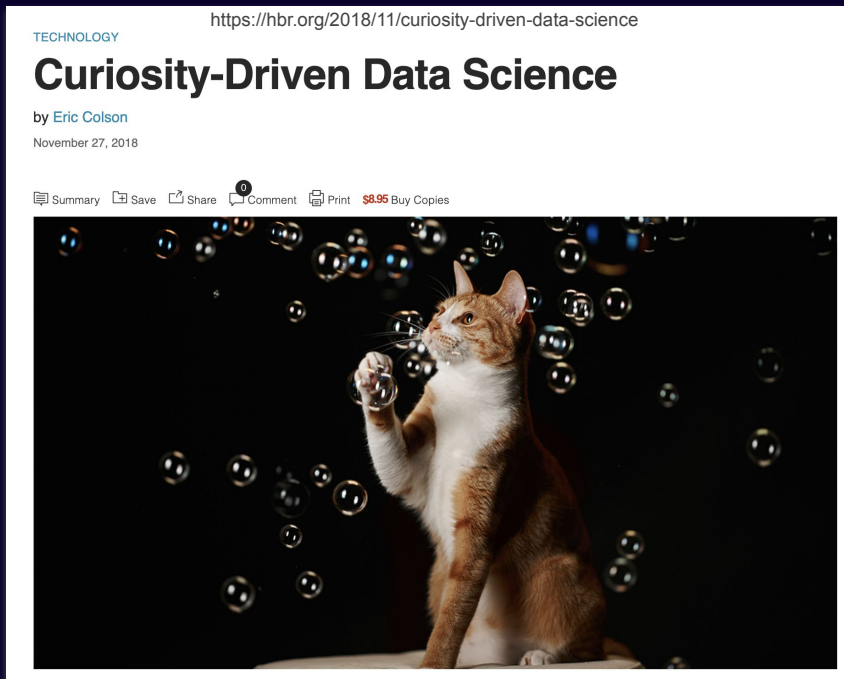 https://hbr.org/2018/11/curiosity-driven-data-science
TECHNOLOGY
Curiosity-Driven Data Science
by Eric Colson
November 27, 2018
Summary Save Share 0 Comment Print $8.95 Buy Copies